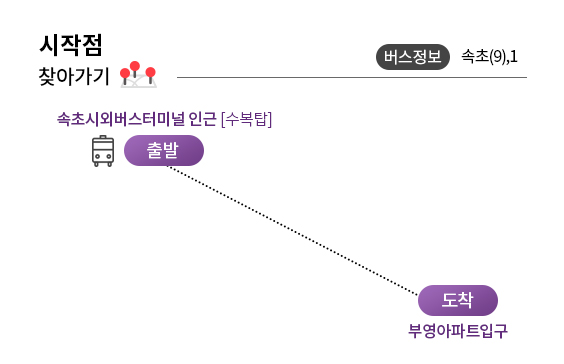 시작점
찾아가기
버스정보 속초(9),1
속초시외버스터미널 인근 [수복탑]
출발
도착
부영아파트입구